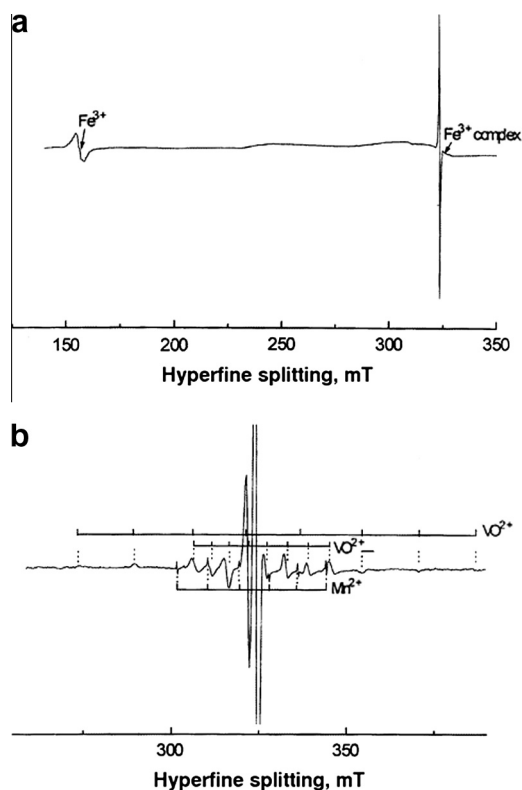 a
Fe3+
Fe3+ complex
150 200 250 300 350
Hyperfine splitting, mT
b
VO2+
VO2+
Mn2+
300 350
Hyperfine splitting, mT